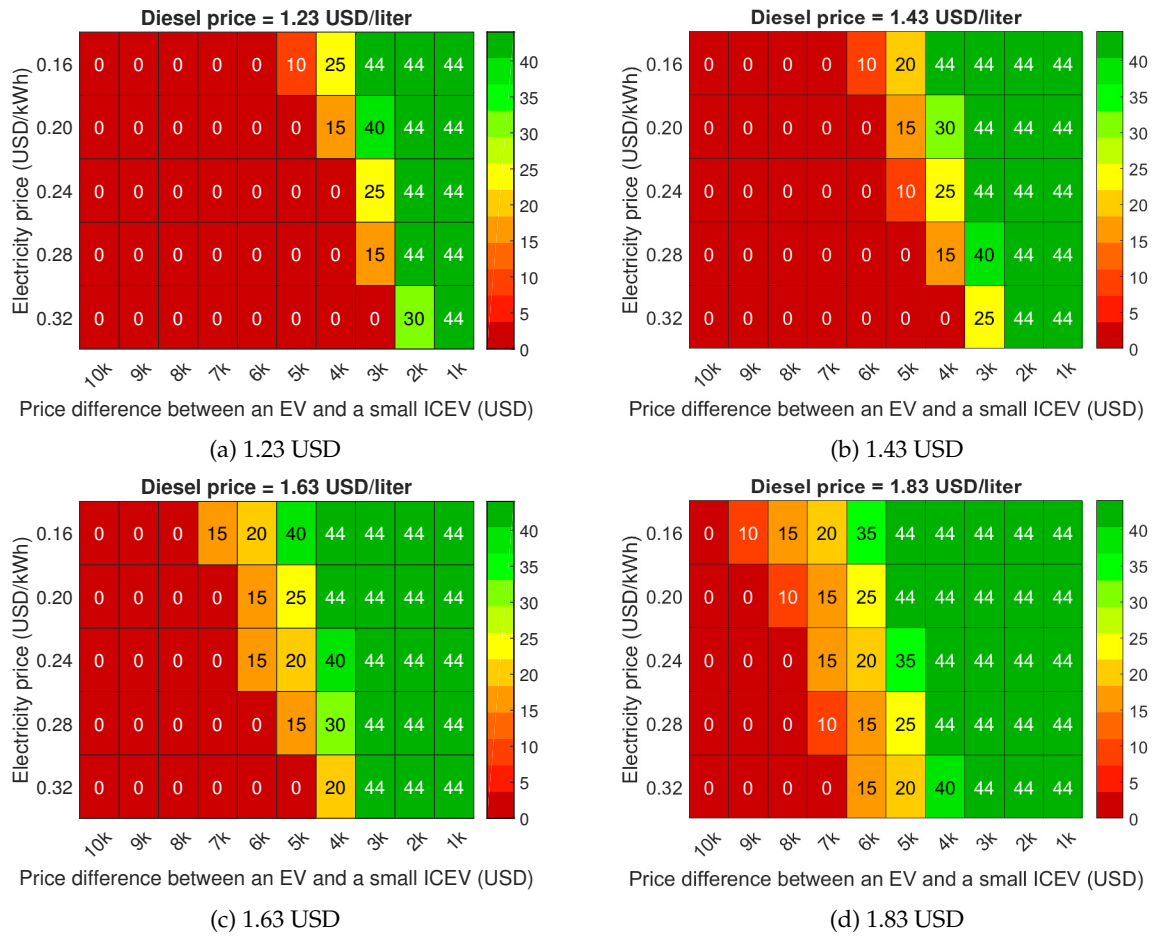 Diesel price = 1.23 USD/liter
Electricity price (USD/kWh)
0.16 0 0 0 0 0 10 25 44 44 44
0.20 0 0 0 0 0 0 15 40 44 44
0.24 0 0 0 0 0 0 0 25 44 44
0.28 0 0 0 0 0 0 0 15 44 44
0.32 0 0 0 0 0 0 0 0 30 44
10k 9k 8k 7k 6k 5k 4k 3k 2k 1k
Price difference between an EV and a small ICEV (USD)
40
35
30
25
20
15
10
5
0
(a) 1.23 USD
Diesel price = 1.43 USD/liter
Electricity price (USD/kWh)
0.16 0 0 0 0 10 20 44 44 44 44
0.20 0 0 0 0 0 15 30 44 44 44
0.24 0 0 0 0 0 10 25 44 44 44
0.28 0 0 0 0 0 0 15 40 44 44
0.32 0 0 0 0 0 0 0 25 44 44
10k 9k 8k 7k 6k 5k 4k 3k 2k 1k
Price difference between an EV and a small ICEV (USD)
40
35
30
25
20
15
10
5
0
(b) 1.43 USD
Diesel price = 1.63 USD/liter
Electricity price (USD/kWh)
0.16 0 0 0 15 20 40 44 44 44 44
0.20 0 0 0 0 15 25 44 44 44 44
0.24 0 0 0 0 15 20 40 44 44 44
0.28 0 0 0 0 0 15 30 44 44 44
0.32 0 0 0 0 0 0 20 44 44 44
10k 9k 8k 7k 6k 5k 4k 3k 2k 1k
Price difference between an EV and a small ICEV (USD)
40
35
30
25
20
15
10
5
0
(c) 1.63 USD
Diesel price = 1.83 USD/liter
Electricity price (USD/kWh)
0.16 0 10 15 20 35 44 44 44 44 44
0.20 0 0 10 15 25 44 44 44 44 44
0.24 0 0 0 15 20 35 44 44 44 44
0.28 0 0 0 10 15 25 44 44 44 44
0.32 0 0 0 0 15 20 40 44 44 44
10k 9k 8k 7k 6k 5k 4k 3k 2k 1k
Price difference between an EV and a small ICEV (USD)
40
35
30
25
20
15
10
5
0
(d) 1.83 USD